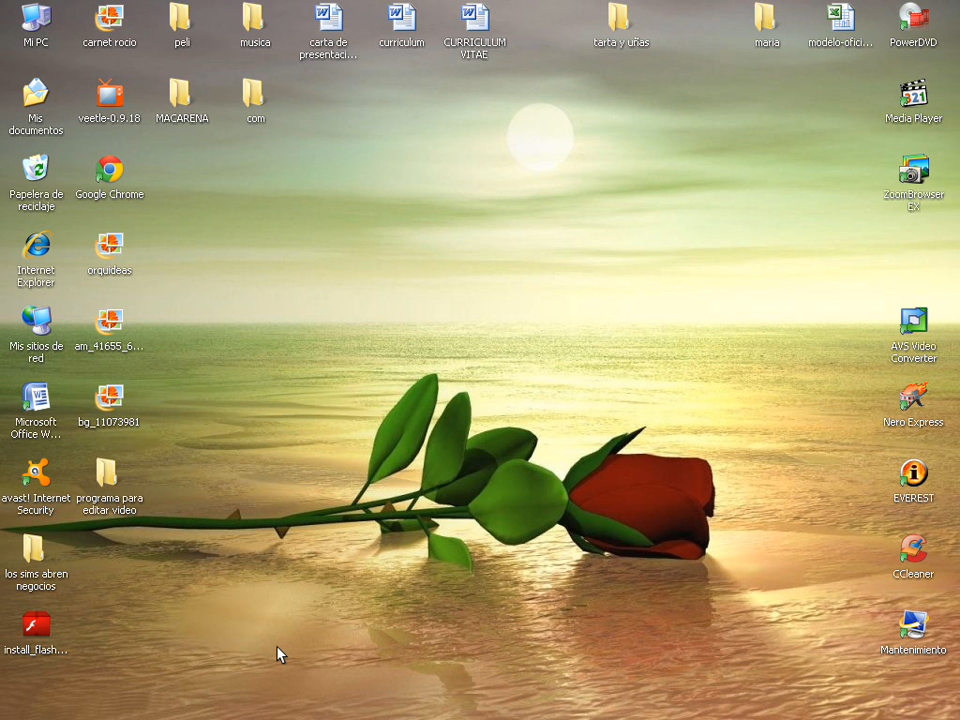 Mi PC
carnet rocio
peli
musica
carta de
presentaci...
curriculum
CURRICULUM
VITAE
tarta y uñas
maria
modelo-ofici...
PowerDVD
Mis
documentos
veetle-0.9.18
MACARENA
com
321
Media Player
Papelera de
reciclaje
Google Chrome
ZoomBrowser
EX
Internet
Explorer
orquideas
Mis sitios de
red
am_41655_6...
AVS Video
Converter
Microsoft
Office W...
bg_11073981
Nero Express
avast! Internet
Security
programa para
editar video
EVEREST
los sims abren
negocios
CCleaner
install_flash...
Mantenimiento